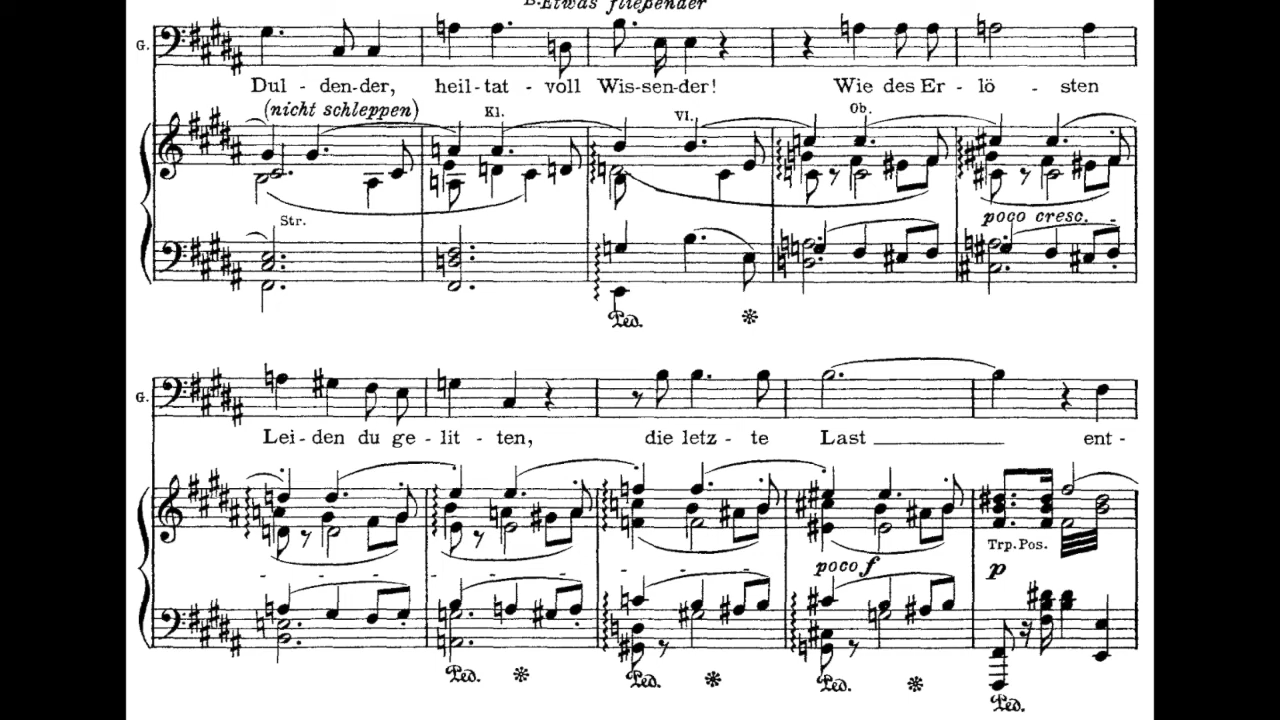 B. Etwas fließender
G.
Dul - den-der, heil-tat - voll Wis-sen-der! Wie des Er - lö - sten
(nicht schleppen) Kl. Vl. Ob.
Str. poco cresc. -
Ped. *
G.
Lei-den du ge-lit-ten, die letz-te Last ent-
Trp. Pos.
- - - - - - poco f p
Ped. * Ped. * Ped. * Ped.